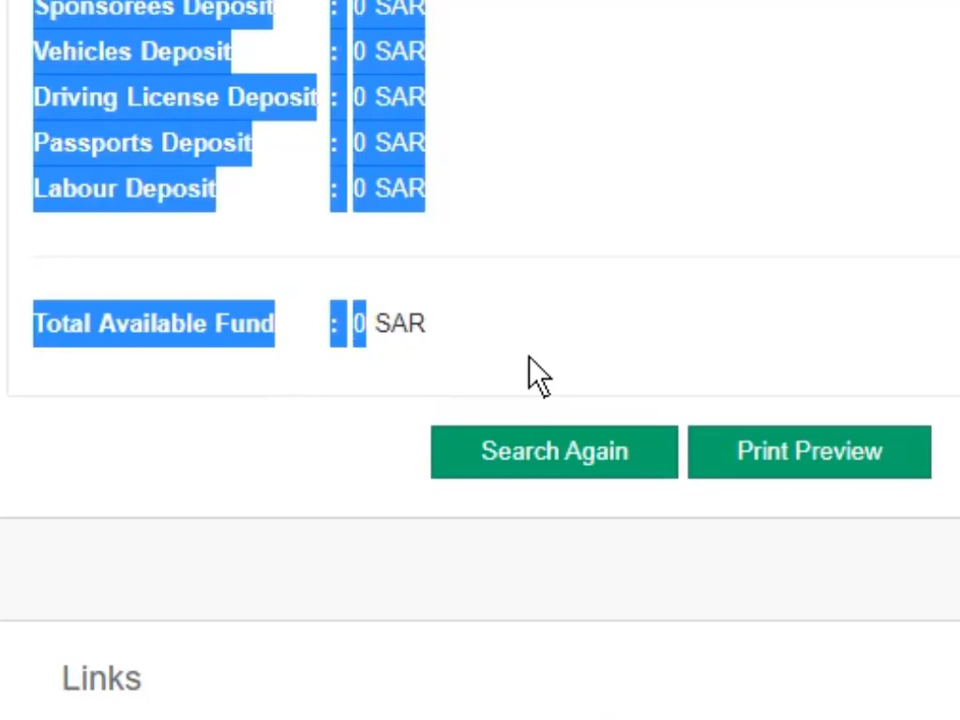 Sponsorees Deposit : 0 SAR
Vehicles Deposit : 0 SAR
Driving License Deposit : 0 SAR
Passports Deposit : 0 SAR
Labour Deposit : 0 SAR
Total Available Fund : 0 SAR
Search Again Print Preview
Links